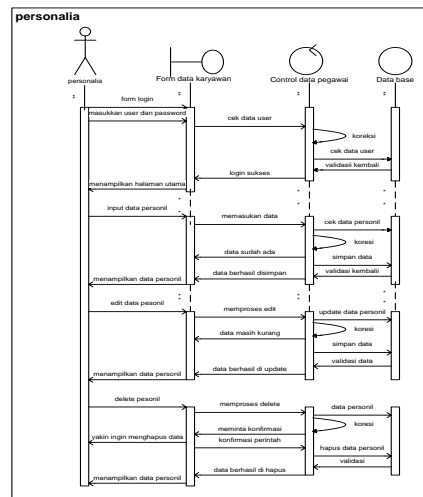 personalia
personalia
Form data karyawan
Control data pegawai
Data base
form login
masukkan user dan password
cek data user
koreksi
cek data user
validasii kembali
login sukses
menampilkan halaman utama
input data personil
memasukan data
cek data personil
koresi
data sudah ada
simpan data
data berhasil disimpan
validasi kembalii
menampilkan data personil
edit data pesonil
memproses edit
update data personil
koresi
data masih kurang
simpan data
validasi data
data berhasil di update
menampilkan data personil
delete pesonil
memproses delete
data personil
koresi
meminta konfirmasi
yakin ingin menghapus data
konfirmasi perintah
hapus data personil
validasi
data berhasil di hapus
menampilkan data personil